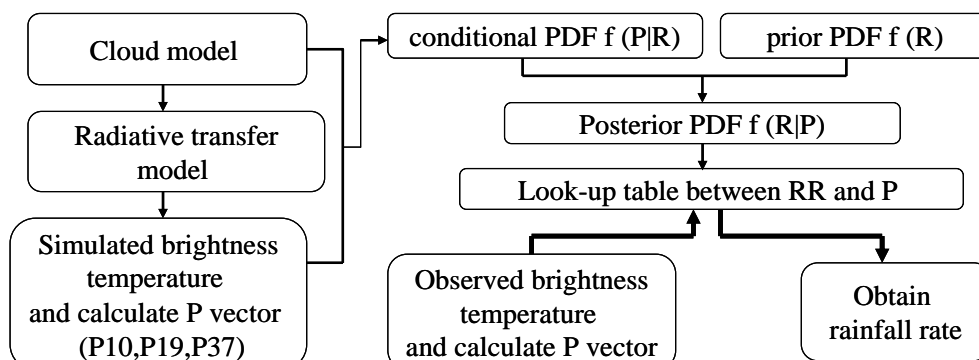 Cloud model
Radiative transfer
model
Simulated brightness
temperature
and calculate P vector
(P10,P19,P37)
conditional PDF f (P|R)
prior PDF f (R)
Posterior PDF f (R|P)
Look-up table between RR and P
Observed brightness
temperature
and calculate P vector
Obtain
rainfall rate